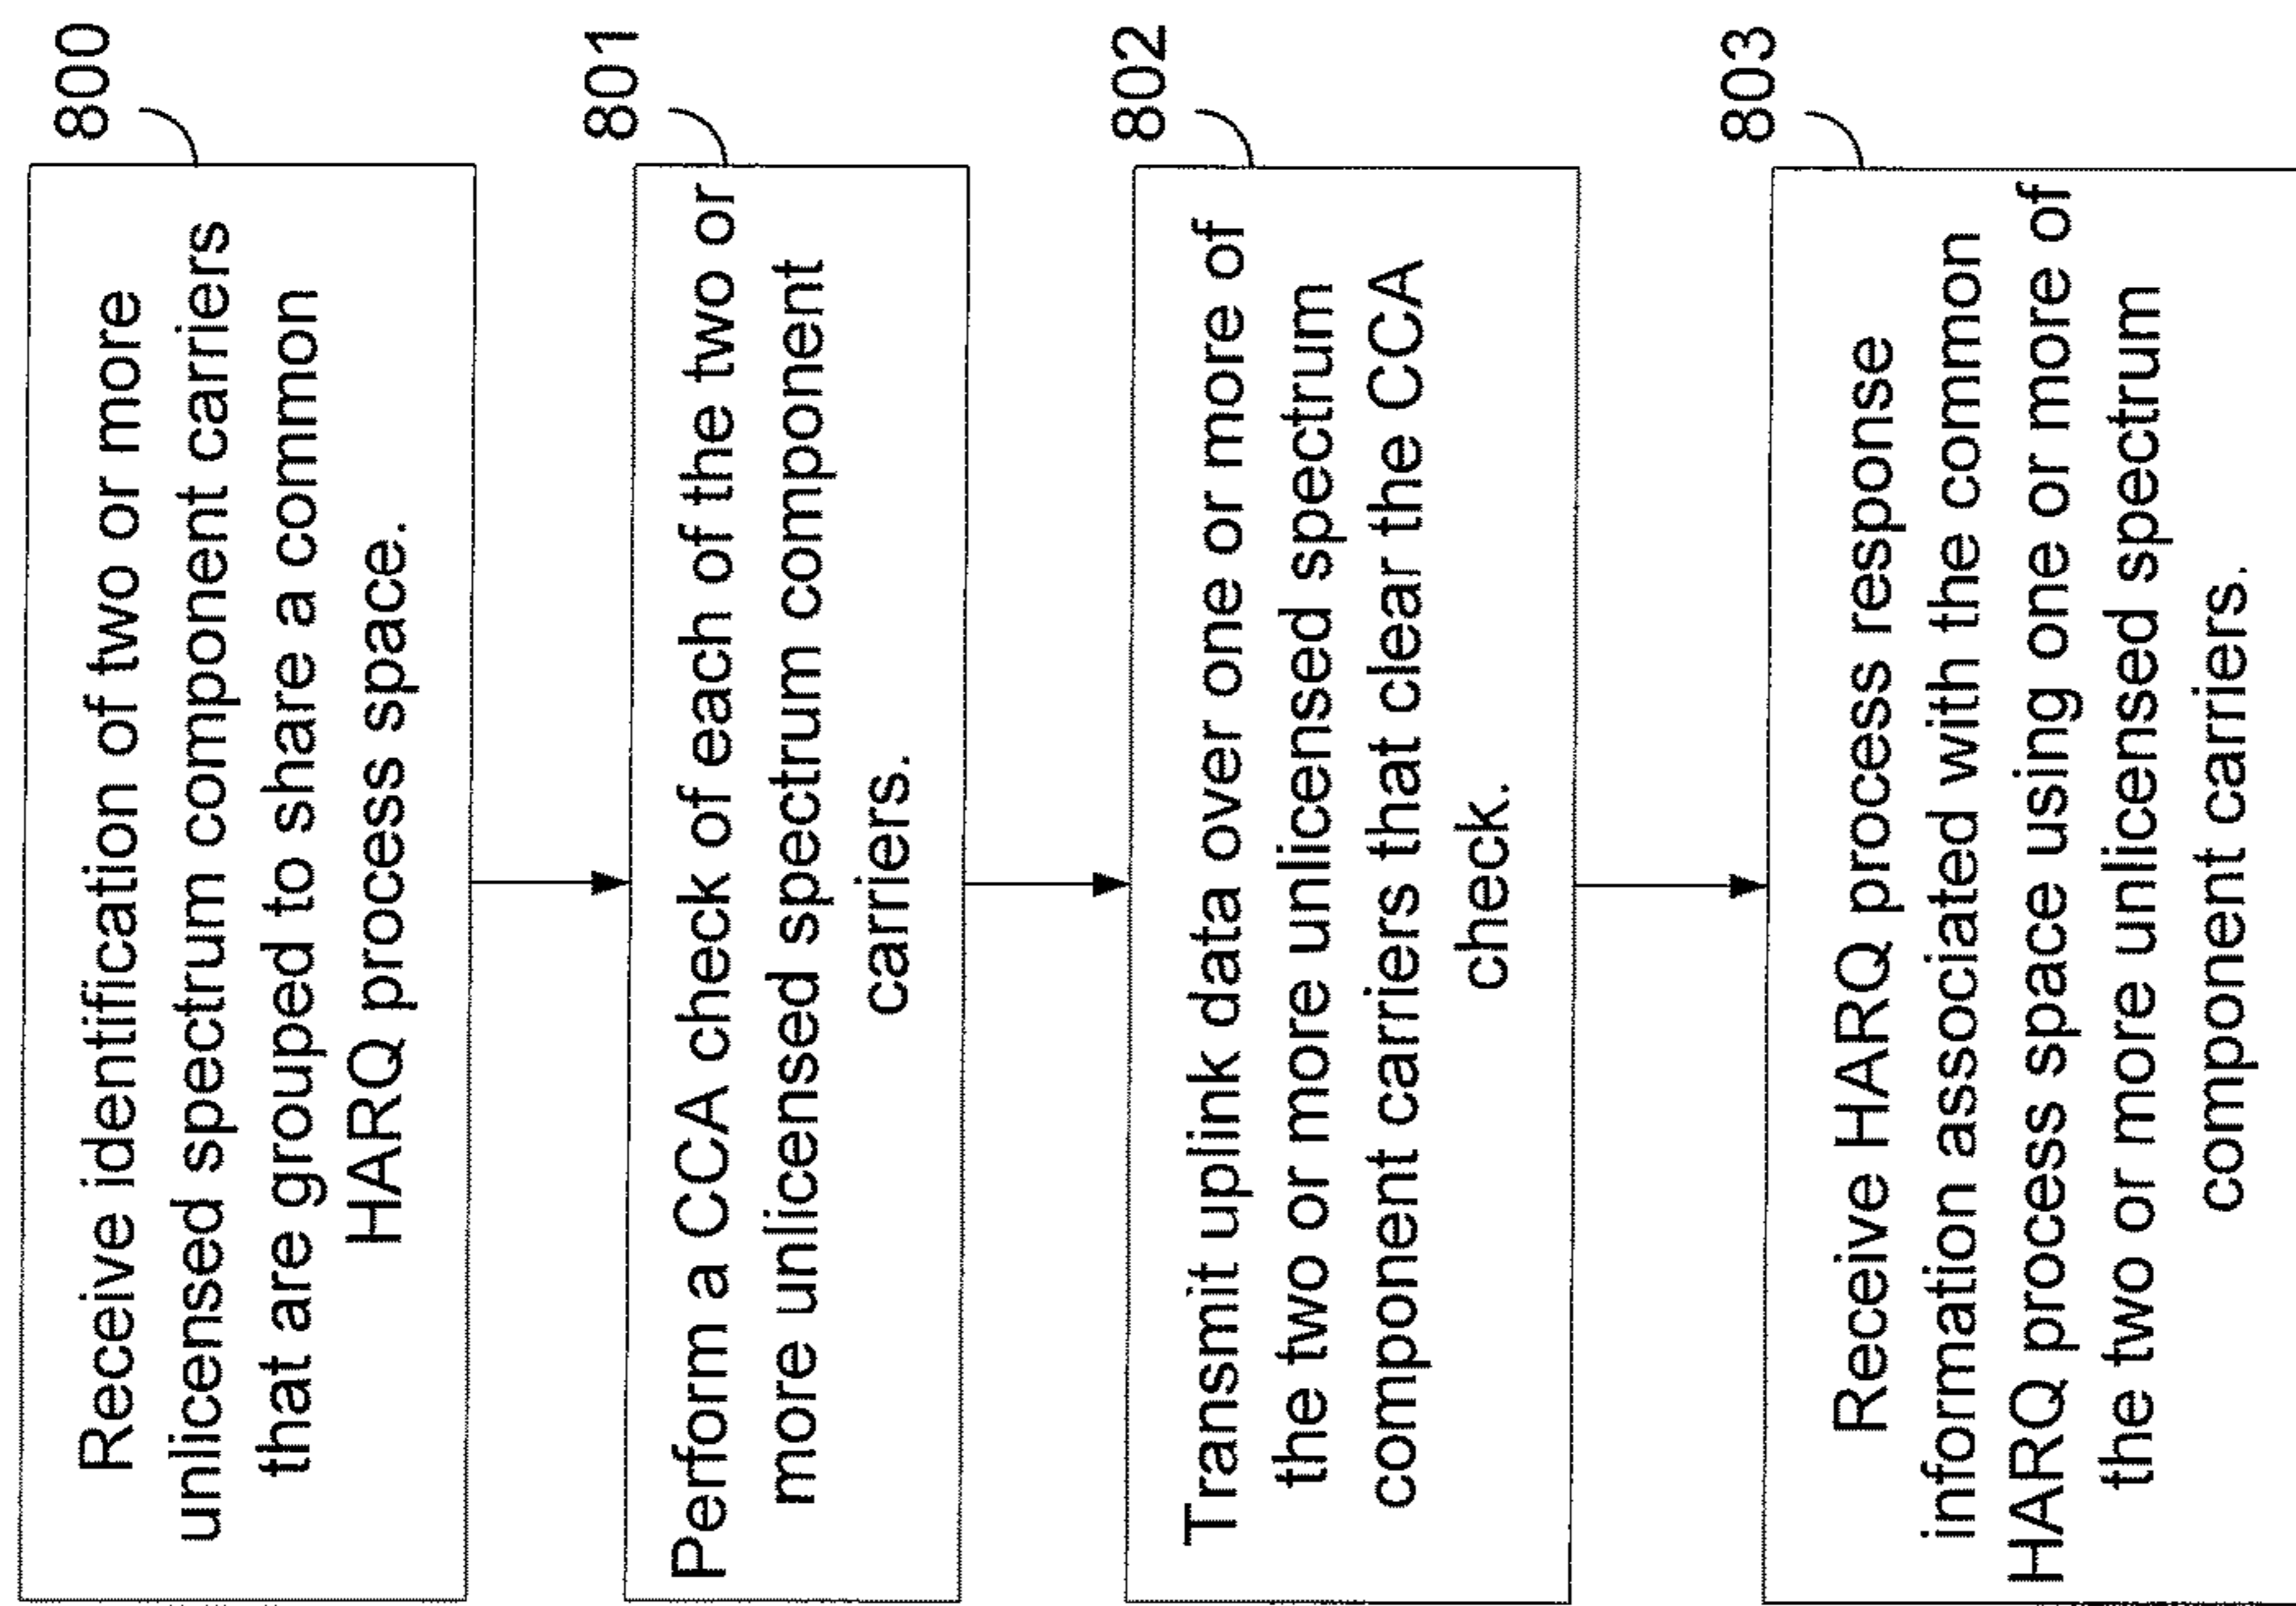 800
Receive identification of two or more
unlicensed spectrum component carriers
that are grouped to share a common
HARQ process space.
801
Perform a CCA check of each of the two or
more unlicensed spectrum component
carriers.
802
Transmit uplink data over one or more of
the two or more unlicensed spectrum
component carriers that clear the CCA
check.
803
Receive HARQ process response
information associated with the common
HARQ process space using one or more of
the two or more unlicensed spectrum
component carriers.